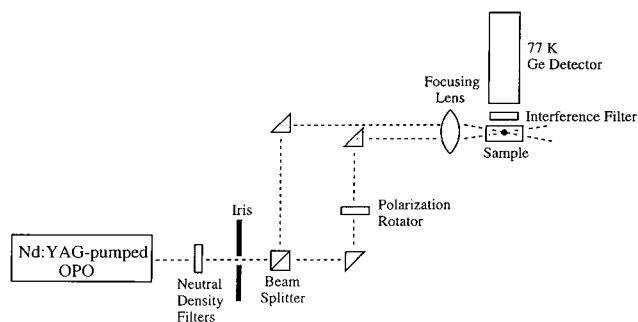 77 K
Ge Detector
Focusing
Lens
Interference Filter
Sample
Polarization
Rotator
Iris
Nd:YAG-pumped
OPO
Neutral
Density
Filters
Beam
Splitter